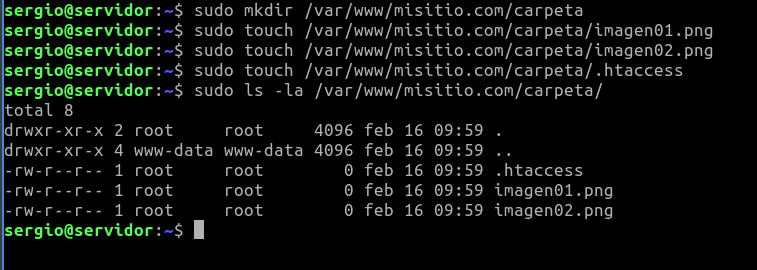 sergio@servidor:~$ sudo mkdir /var/www/misitio.com/carpeta
sergio@servidor:~$ sudo touch /var/www/misitio.com/carpeta/imagen01.png
sergio@servidor:~$ sudo touch /var/www/misitio.com/carpeta/imagen02.png
sergio@servidor:~$ sudo touch /var/www/misitio.com/carpeta/.htaccess
sergio@servidor:~$ sudo ls -la /var/www/misitio.com/carpeta/
total 8
drwxr-xr-x 2 root     root     4096 feb 16 09:59 .
drwxr-xr-x 4 www-data www-data 4096 feb 16 09:59 ..
-rw-r--r-- 1 root     root        0 feb 16 09:59 .htaccess
-rw-r--r-- 1 root     root        0 feb 16 09:59 imagen01.png
-rw-r--r-- 1 root     root        0 feb 16 09:59 imagen02.png
sergio@servidor:~$